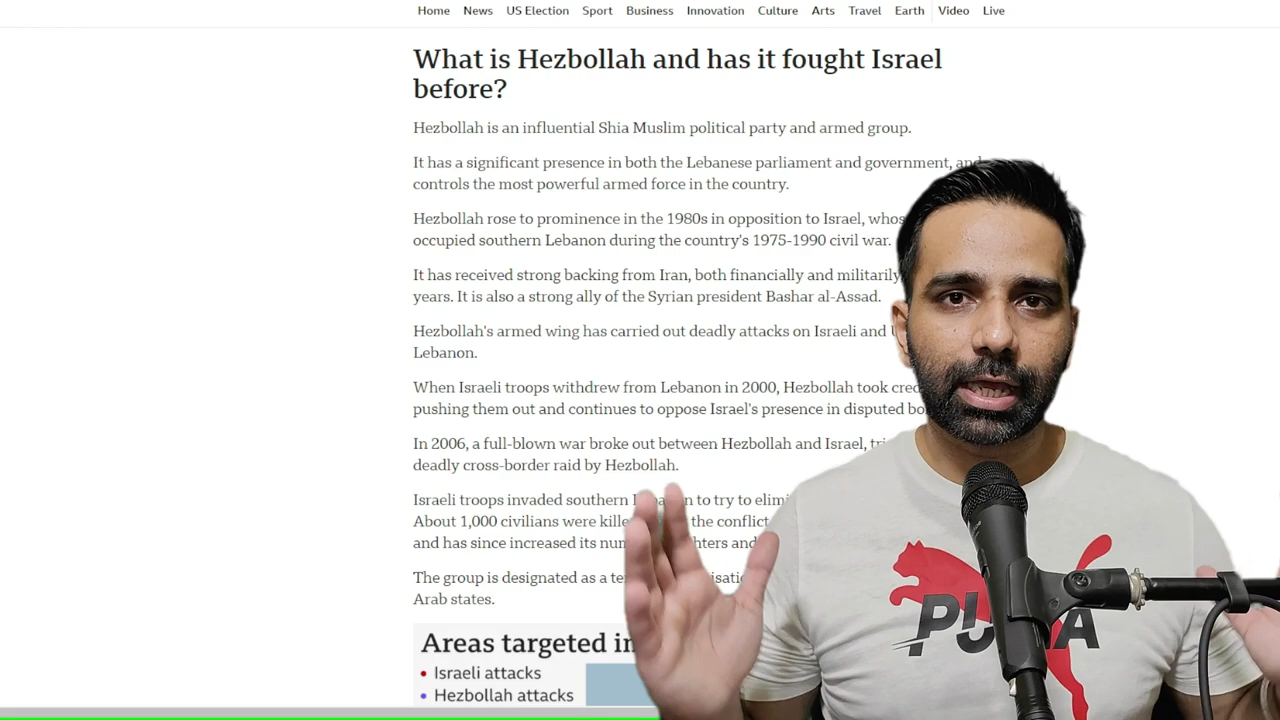 Home News US Election Sport Business Innovation Culture Arts Travel Earth Video Live
What is Hezbollah and has it fought Israel
before?
Hezbollah is an influential Shia Muslim political party and armed group.
It has a significant presence in both the Lebanese parliament and government, and
controls the most powerful armed force in the country.
Hezbollah rose to prominence in the 1980s in opposition to Israel,
occupied southern Lebanon during the country's 1975-1990 civil war.
It has received strong backing from Iran, both financially and militarily
years. It is also a strong ally of the Syrian president Bashar al-Assad.
Hezbollah's armed wing has carried out deadly attacks on Israeli and
Lebanon.
When Israeli troops withdrew from Lebanon in 2000, Hezbollah took
pushing them out and continues to oppose Israel's presence in disputed
In 2006, a full-blown war broke out between Hezbollah and Israel,
deadly cross-border raid by Hezbollah.
Israeli troops invaded southern to try to
About 1,000 civilians were the conflict
and has since increased its and
The group is designated as a
Arab states.
Areas targeted in
Israeli attacks
Hezbollah attacks
PUMA